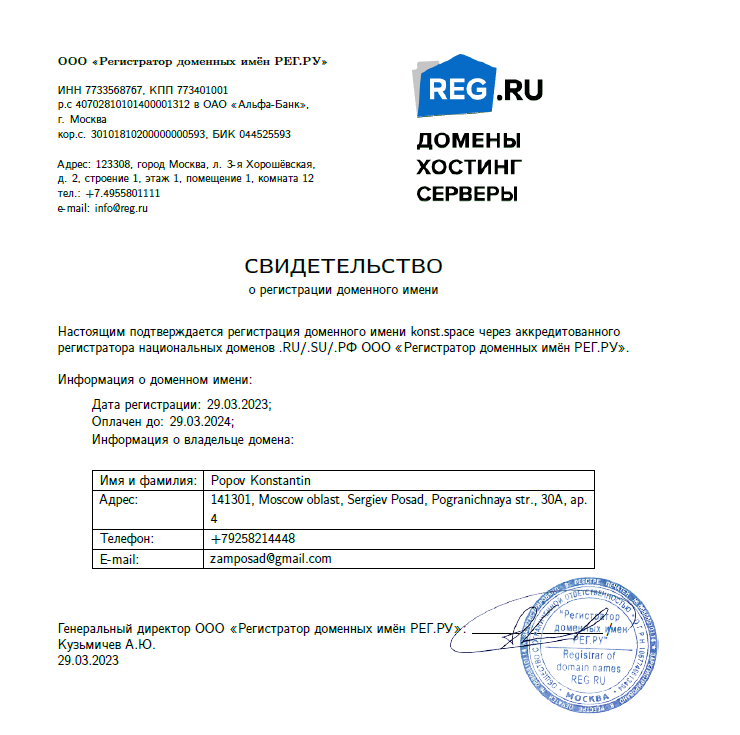 ООО «Регистратор доменных имён РЕГ.РУ»
ИНН 7733568767, КПП 773401001
р.с 40702810101400001312 в ОАО «Альфа-Банк»,
г. Москва
кор.с. 30101810200000000593, БИК 044525593
Адрес: 123308, город Москва, л. 3-я Хорошёвская,
д. 2, строение 1, этаж 1, помещение 1, комната 12
тел.: +7.4955801111
e-mail: info@reg.ru
REG.RU
ДОМЕНЫ
ХОСТИНГ
СЕРВЕРЫ
СВИДЕТЕЛЬСТВО
о регистрации доменного имени
Настоящим подтверждается регистрация доменного имени konst.space через аккредитованного
регистратора национальных доменов .RU/.SU/.РФ ООО «Регистратор доменных имён РЕГ.РУ».
Информация о доменном имени:
Дата регистрации: 29.03.2023;
Оплачен до: 29.03.2024;
Информация о владельце домена:
Имя и фамилия: Popov Konstantin
Адрес: 141301, Moscow oblast, Sergiev Posad, Pogranichnaya str., 30A, ap.
4
Телефон: +79258214448
E-mail: zamposad@gmail.com
Генеральный директор ООО «Регистратор доменных имён РЕГ.РУ»:
Кузьмичев А.Ю.
29.03.2023
"Регистратор
доменных имен
РЕГ.РУ"
Registrar of
domain names
REG RU
МОСКВА